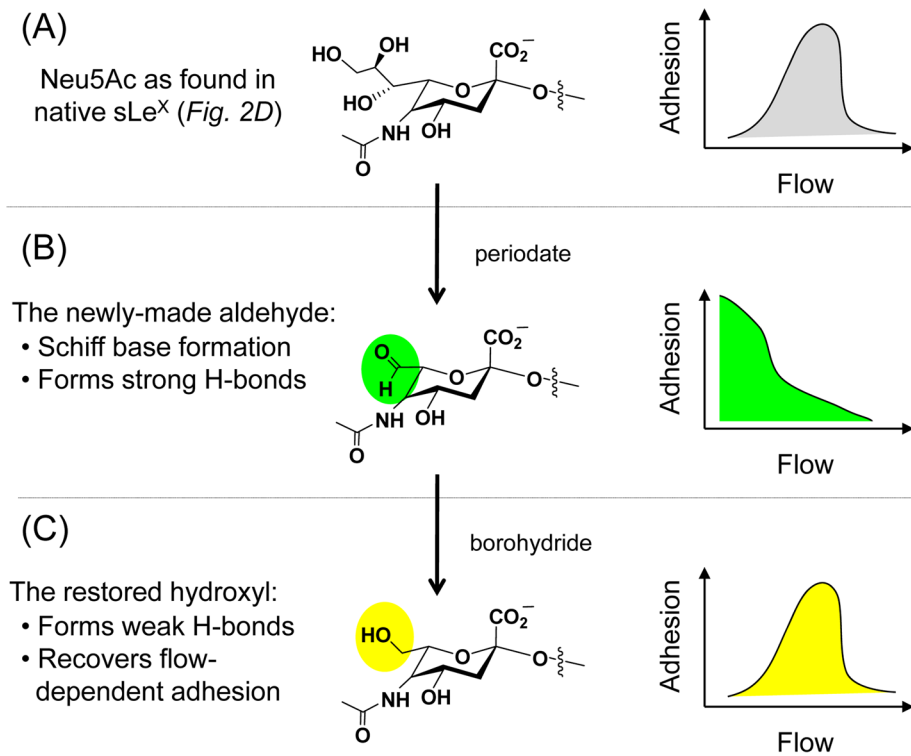 (A)
Neu5Ac as found in
native sLeˣ (Fig. 2D)
HO
OH
HO
CO₂⁻
O
O
NH
OH
O
Adhesion
Flow
periodate
(B)
The newly-made aldehyde:
• Schiff base formation
• Forms strong H-bonds
O
H
CO₂⁻
O
O
NH
OH
O
Adhesion
Flow
borohydride
(C)
The restored hydroxyl:
• Forms weak H-bonds
• Recovers flow-
dependent adhesion
HO
CO₂⁻
O
O
NH
OH
O
Adhesion
Flow